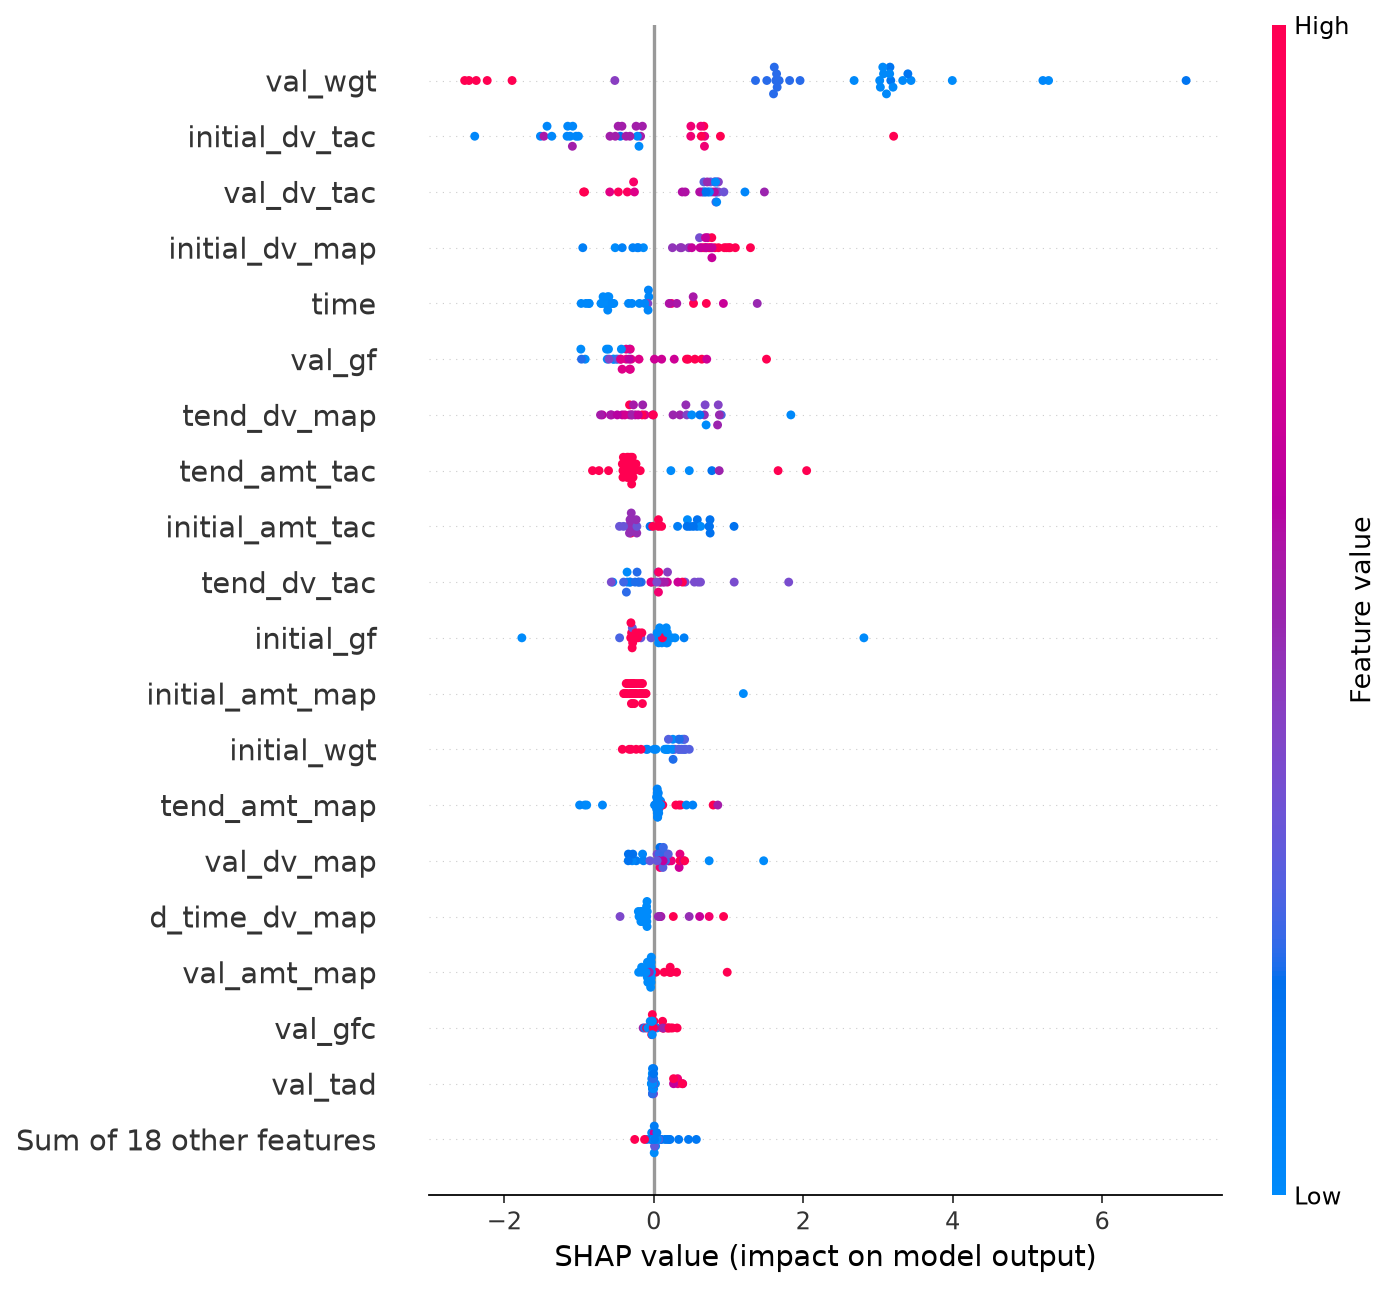 High
val_wgt
initial_dv_tac
val_dv_tac
initial_dv_map
time
val_gf
tend_dv_map
tend_amt_tac
initial_amt_tac
tend_dv_tac
initial_gf
initial_amt_map
initial_wgt
tend_amt_map
val_dv_map
d_time_dv_map
val_amt_map
val_gfc
val_tad
Sum of 18 other features
Feature value
Low
−2 0 2 4 6
SHAP value (impact on model output)